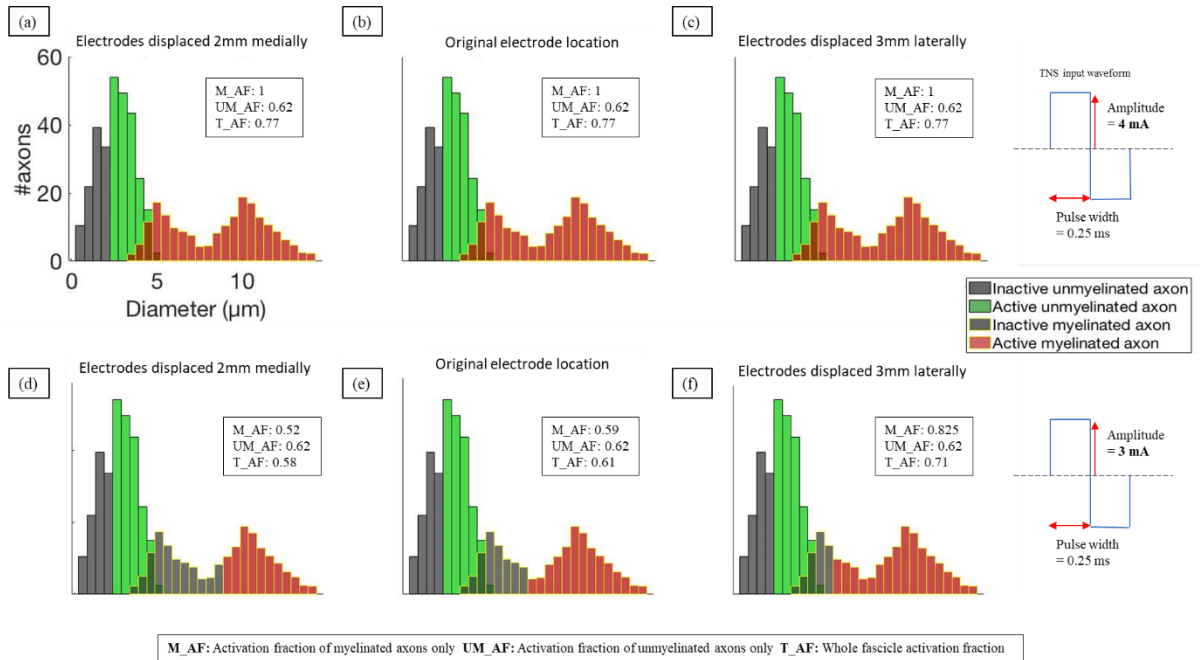 (a)
Electrodes displaced 2mm medially
(b)
Original electrode location
(c)
Electrodes displaced 3mm laterally
60
40
20
0
#axons
M_AF: 1
UM_AF: 0.62
T_AF: 0.77
M_AF: 1
UM_AF: 0.62
T_AF: 0.77
M_AF: 1
UM_AF: 0.62
T_AF: 0.77
TNS input waveform
Amplitude
= 4 mA
Pulse width
= 0.25 ms
0
5
10
Diameter (μm)
Inactive unmyelinated axon
Active unmyelinated axon
Inactive myelinated axon
Active myelinated axon
(d)
Electrodes displaced 2mm medially
(e)
Original electrode location
(f)
Electrodes displaced 3mm laterally
M_AF: 0.52
UM_AF: 0.62
T_AF: 0.58
M_AF: 0.59
UM_AF: 0.62
T_AF: 0.61
M_AF: 0.825
UM_AF: 0.62
T_AF: 0.71
Amplitude
= 3 mA
Pulse width
= 0.25 ms
M_AF: Activation fraction of myelinated axons only UM_AF: Activation fraction of unmyelinated axons only T_AF: Whole fascicle activation fraction